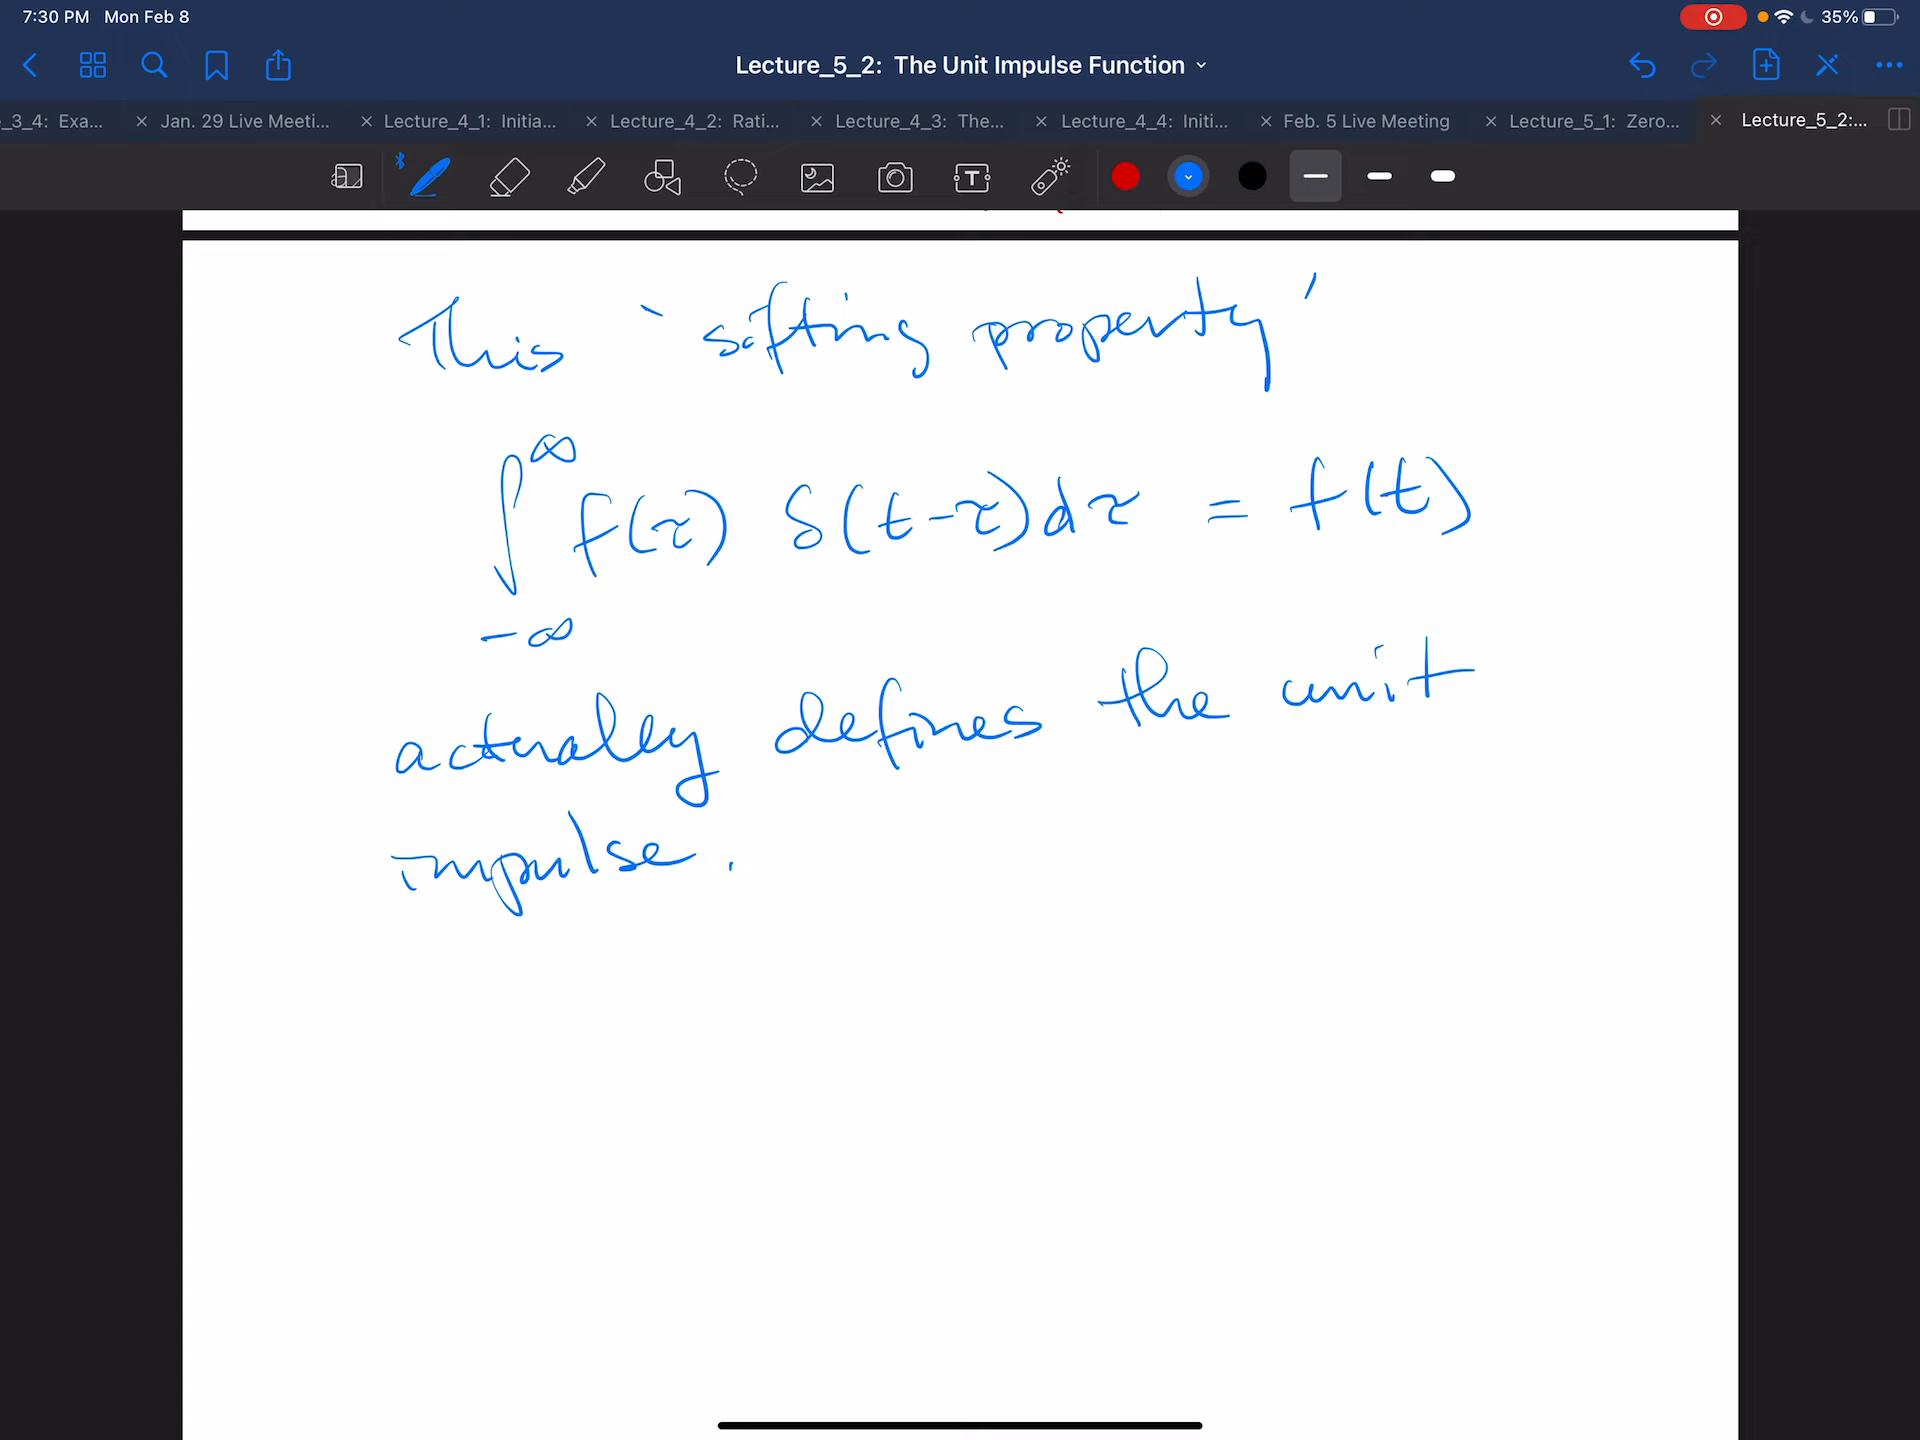 7:30 PM Mon Feb 8
35%
Lecture_5_2: The Unit Impulse Function
_3_4: Exa... Jan. 29 Live Meeti... Lecture_4_1: Initia... Lecture_4_2: Rati... Lecture_4_3: The... Lecture_4_4: Initi... Feb. 5 Live Meeting Lecture_5_1: Zero... Lecture_5_2:...
T
This `sifting property'
∫_{-∞}^{∞} f(τ) δ(t-τ)dτ = f(t)
actually defines the unit
impulse.